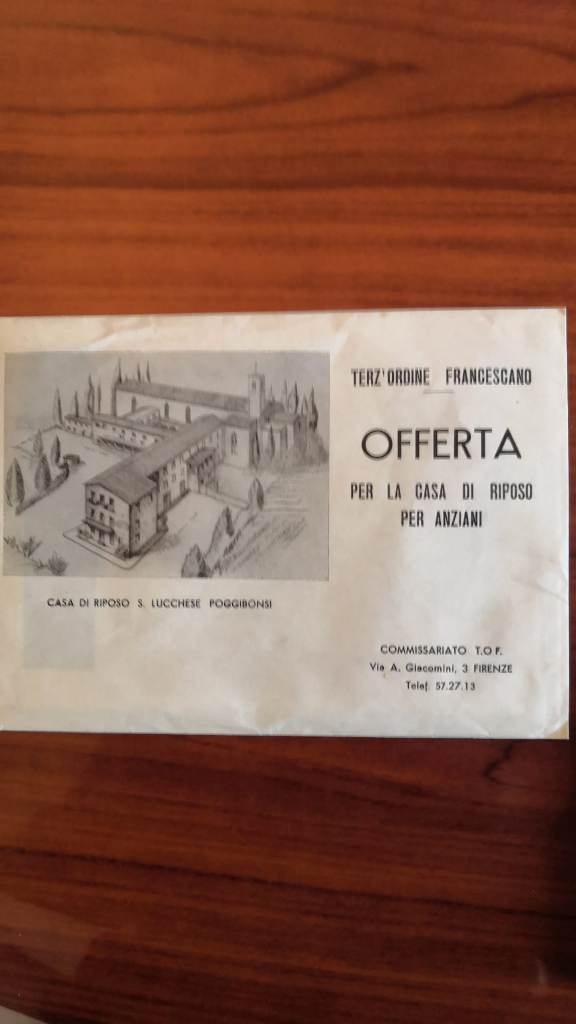 TERZ'ORDINE FRANCESCANO
OFFERTA
PER LA CASA DI RIPOSO
PER ANZIANI
CASA DI RIPOSO S. LUCCHESE POGGIBONSI
COMMISSARIATO T.O.F.
Via A. Giacomini, 3 FIRENZE
Telef. 57.27.13